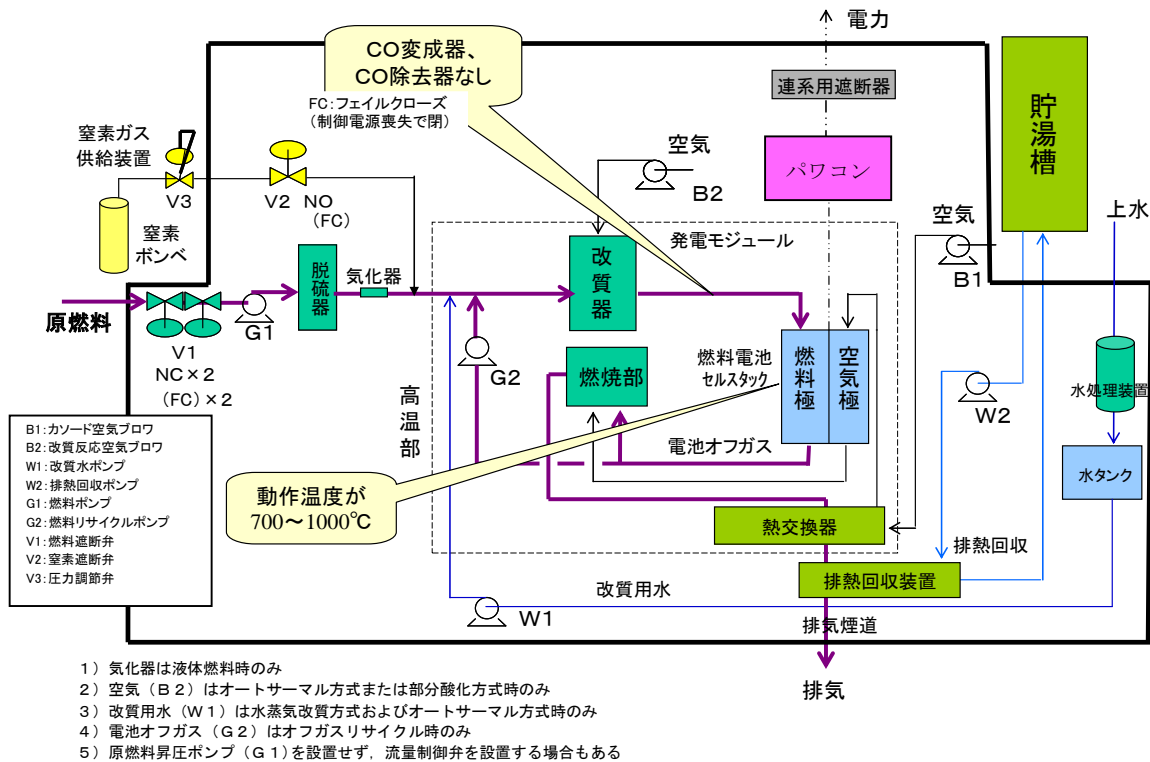 電力
CO変成器、
CO除去器なし
FC:フェイルクローズ
(制御電源喪失で閉)
連系用遮断器
貯湯槽
窒素ガス
供給装置
空気
パワコン
V3
V2
NO
(FC)
B2
空気
上水
窒素
ボンベ
発電モジュール
B1
脱硫器
気化器
改質器
原燃料
G1
V1
NC×2
(FC)×2
G2
燃焼部
燃料電池
セルスタック
燃料極
空気極
高温部
W2
水処理装置
B1:カソード空気ブロワ
B2:改質反応空気ブロワ
W1:改質水ポンプ
W2:排熱回収ポンプ
G1:燃料ポンプ
G2:燃料リサイクルポンプ
V1:燃料遮断弁
V2:窒素遮断弁
V3:圧力調節弁
電池オフガス
水タンク
動作温度が
700~1000℃
熱交換器
排熱回収
排熱回収装置
改質用水
W1
排気煙道
排気
1)気化器は液体燃料時のみ
2)空気(B2)はオートサーマル方式または部分酸化方式時のみ
3)改質用水(W1)は水蒸気改質方式およびオートサーマル方式時のみ
4)電池オフガス(G2)はオフガスリサイクル時のみ
5)原燃料昇圧ポンプ(G1)を設置せず,流量制御弁を設置する場合もある